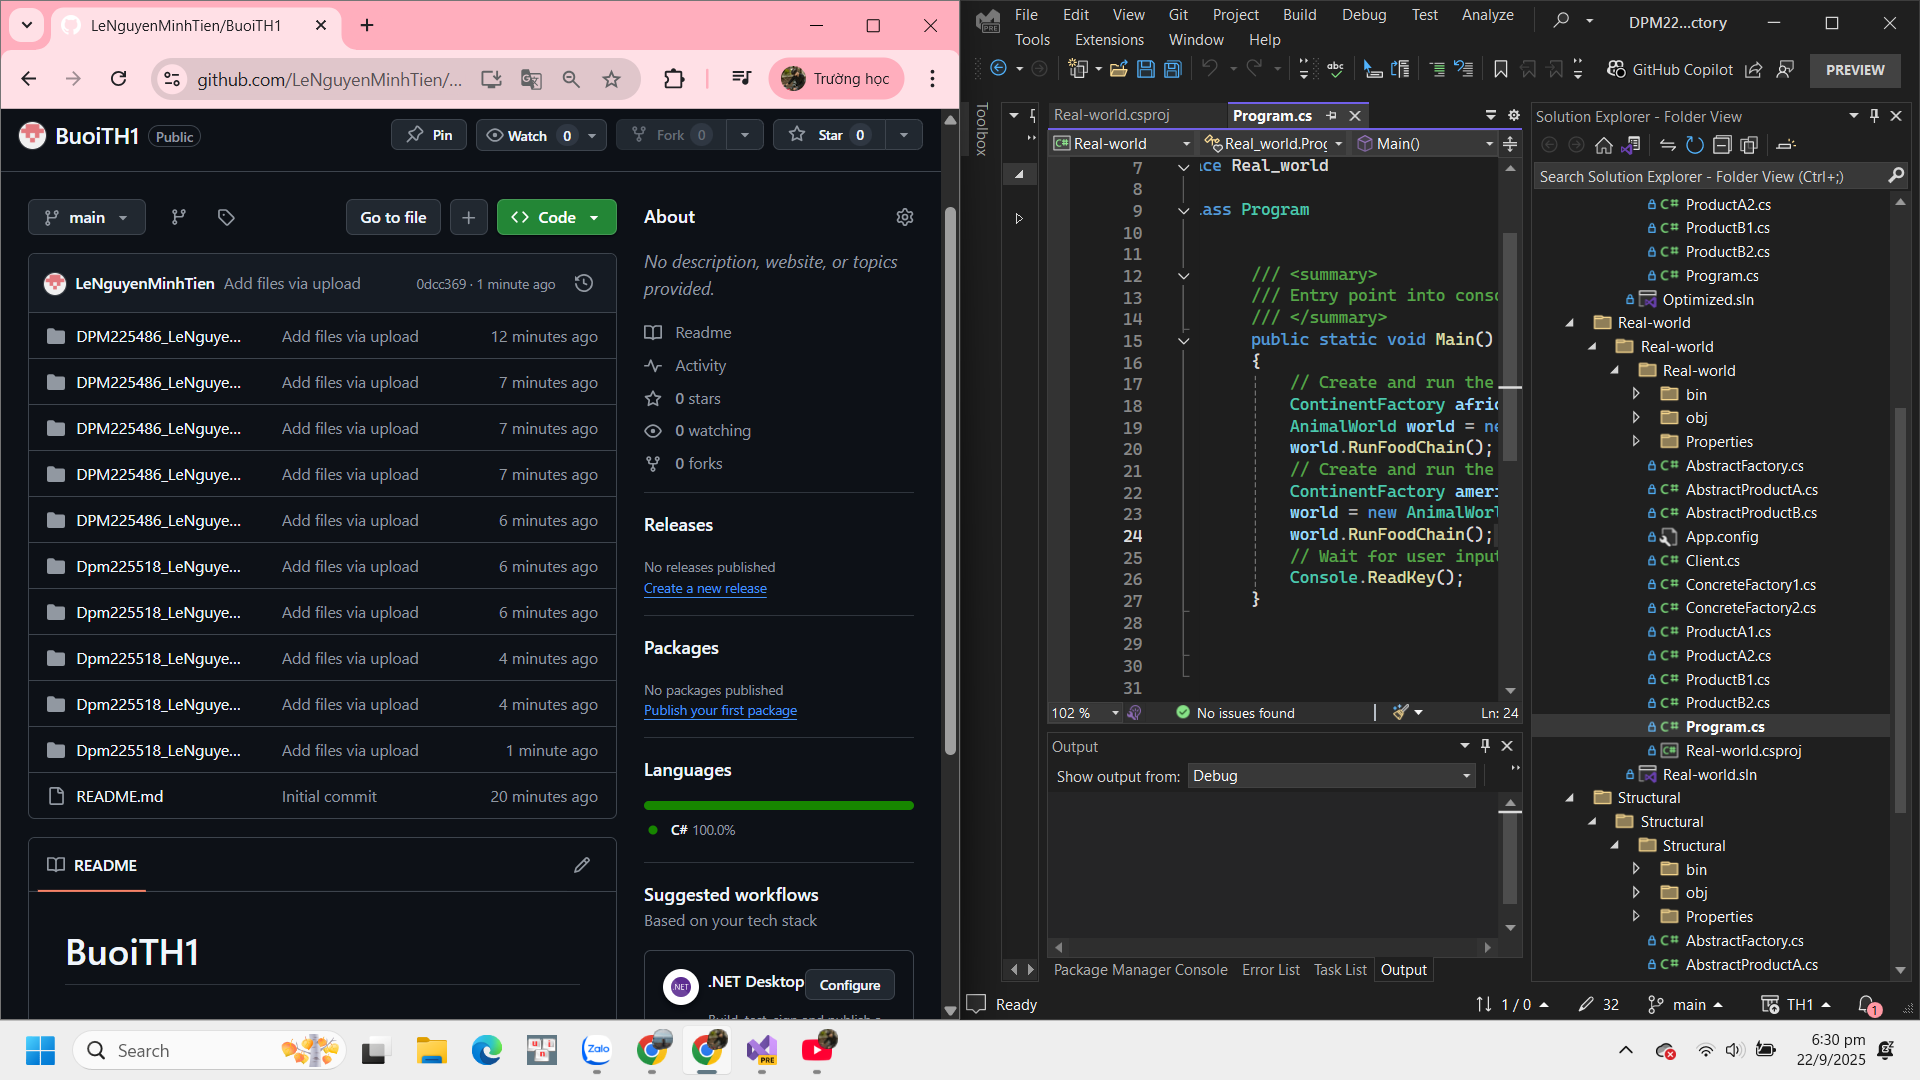 LeNguyenMinhTien/BuoiTH1
github.com/LeNguyenMinhTien/...
Trường học
BuoiTH1
Public
Pin
Watch 0
Fork 0
Star 0
main
Go to file
Code
LeNguyenMinhTien Add files via upload 0dcc369 · 1 minute ago
DPM225486_LeNguye... Add files via upload 12 minutes ago
DPM225486_LeNguye... Add files via upload 7 minutes ago
DPM225486_LeNguye... Add files via upload 7 minutes ago
DPM225486_LeNguye... Add files via upload 7 minutes ago
DPM225486_LeNguye... Add files via upload 6 minutes ago
Dpm225518_LeNguye... Add files via upload 6 minutes ago
Dpm225518_LeNguye... Add files via upload 6 minutes ago
Dpm225518_LeNguye... Add files via upload 4 minutes ago
Dpm225518_LeNguye... Add files via upload 4 minutes ago
Dpm225518_LeNguye... Add files via upload 1 minute ago
README.md Initial commit 20 minutes ago
README
BuoiTH1
About
No description, website, or topics
provided.
Readme
Activity
0 stars
0 watching
0 forks
Releases
No releases published
Create a new release
Packages
No packages published
Publish your first package
Languages
C# 100.0%
Suggested workflows
Based on your tech stack
.NET
.NET Desktop
Configure
File Edit View Git Project Build Debug Test Analyze
Tools Extensions Window Help
DPM22...ctory
GitHub Copilot
PREVIEW
Toolbox
Real-world.csproj
Program.cs
Real-world
Real_world.Prog
Main()
7 ace Real_world
8
9 lass Program
10
11
12 /// <summary>
13 /// Entry point into conso
14 /// </summary>
15 public static void Main()
16 {
17 // Create and run the
18 ContinentFactory afric
19 AnimalWorld world = ne
20 world.RunFoodChain();
21 // Create and run the
22 ContinentFactory ameri
23 world = new AnimalWorl
24 world.RunFoodChain();
25 // Wait for user input
26 Console.ReadKey();
27 }
28
29
30
31
102 %
No issues found
Ln: 24
Output
Show output from: Debug
Package Manager Console
Error List
Task List
Output
Solution Explorer - Folder View
Search Solution Explorer - Folder View (Ctrl+;)
C# ProductA2.cs
C# ProductB1.cs
C# ProductB2.cs
C# Program.cs
Optimized.sln
Real-world
Real-world
Real-world
bin
obj
Properties
C# AbstractFactory.cs
C# AbstractProductA.cs
C# AbstractProductB.cs
App.config
C# Client.cs
C# ConcreteFactory1.cs
C# ConcreteFactory2.cs
C# ProductA1.cs
C# ProductA2.cs
C# ProductB1.cs
C# ProductB2.cs
C# Program.cs
C# Real-world.csproj
Real-world.sln
Structural
Structural
Structural
bin
obj
Properties
C# AbstractFactory.cs
C# AbstractProductA.cs
Ready
1 / 0
32
main
TH1
1
Search
Zalo
PRE
6:30 pm
22/9/2025